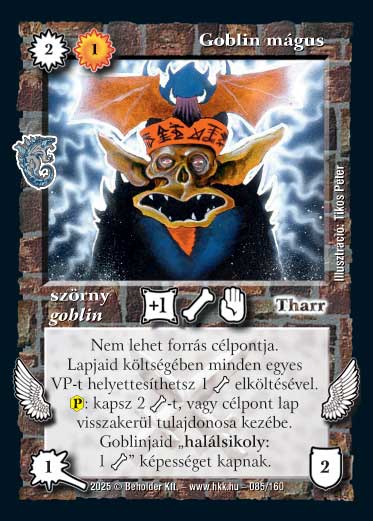 2
1
Goblin mágus
Illusztráció: Tikos Péter
szörny
goblin
+1
Tharr
Nem lehet forrás célpontja.
Lapjaid költségében minden egyes
VP-t helyettesíthetsz 1 elköltésével.
P: kapsz 2 -t, vagy célpont lap
visszakerül tulajdonosa kezébe.
Goblinjaid „halálsikoly:
1 ” képességet kapnak.
1
2
2025 © Beholder Kft. – www.hkk.hu – 085/160